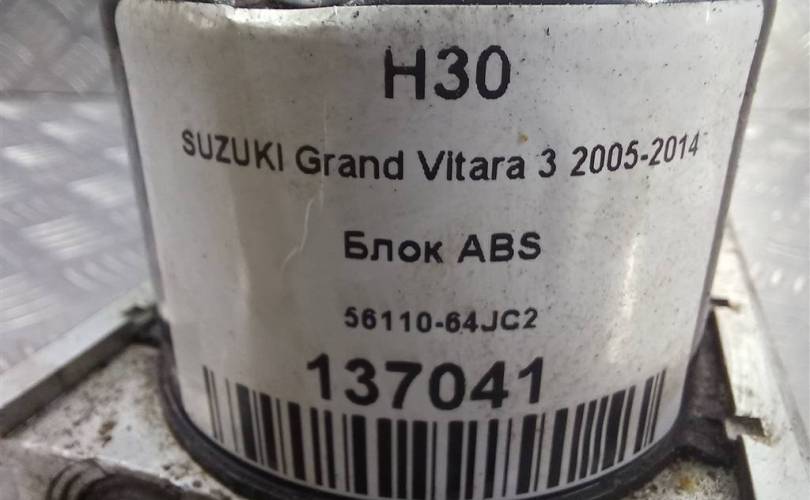 H30
SUZUKI Grand Vitara 3 2005-2014
Блок ABS
56110-64JC2
137041